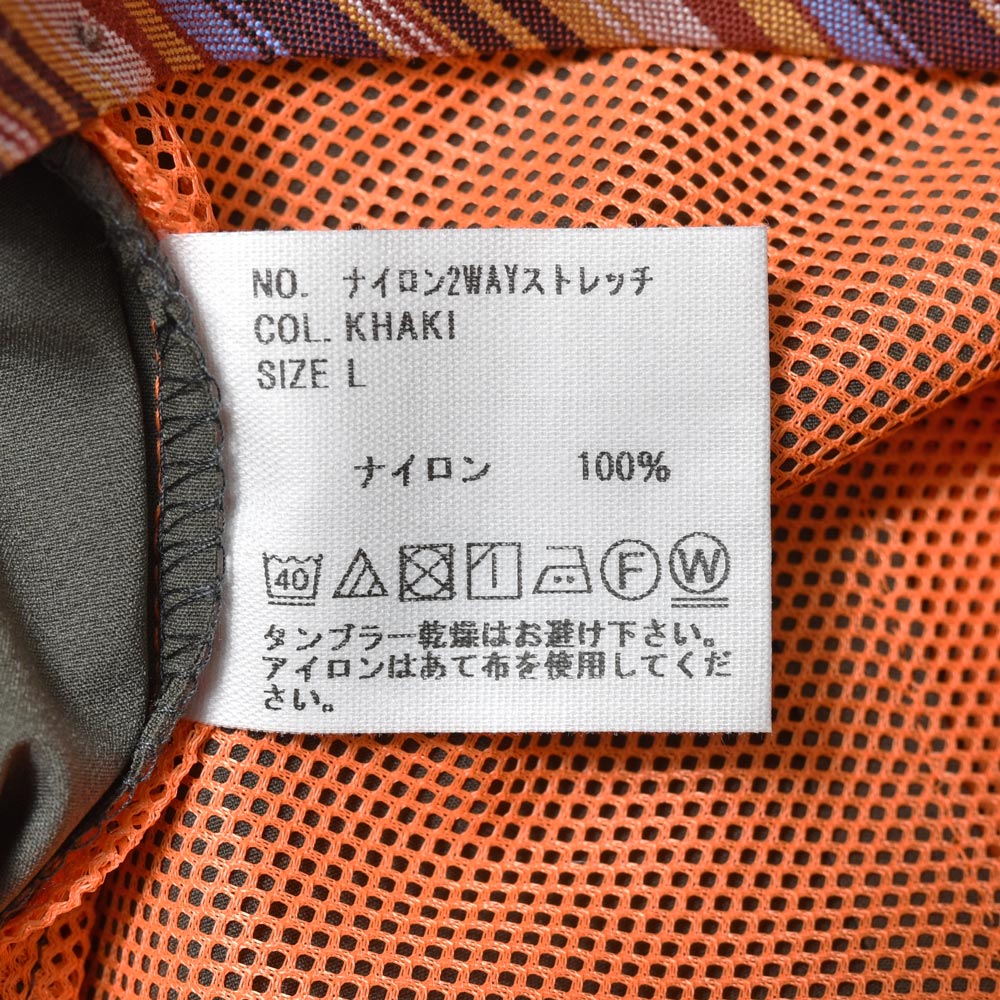 NO. ナイロン2WAYストレッチ
COL. KHAKI
SIZE L
ナイロン 100%
40 F W
タンブラー乾燥はお避け下さい。
アイロンはあて布を使用してくだ
さい。